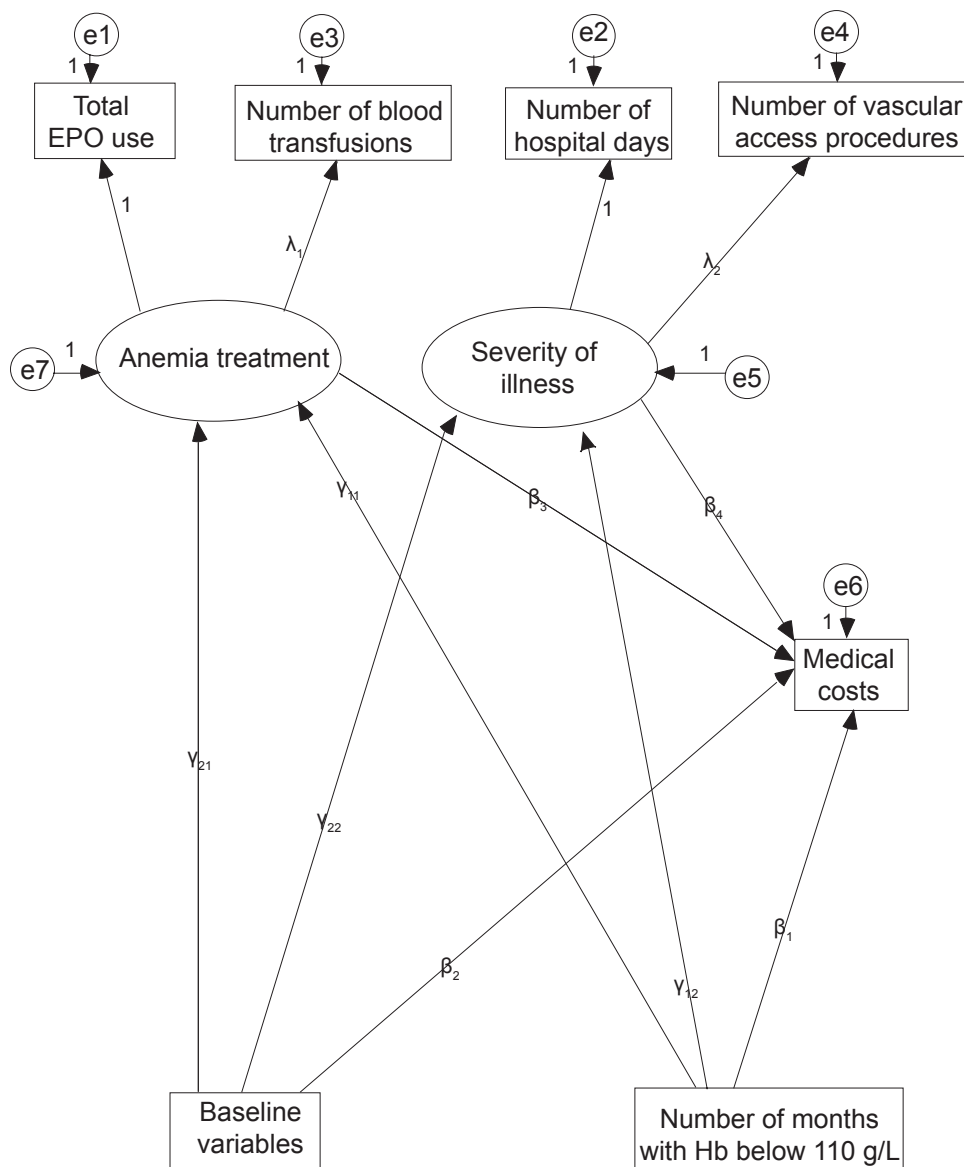 e1
e3
e2
e4
1
1
1
1
Total
EPO use
Number of blood
transfusions
Number of
hospital days
Number of vascular
access procedures
1
λ1
1
λ2
e7
1
Anemia treatment
Severity of
illness
1
e5
γ11
β3
β4
e6
1
Medical
costs
γ21
γ22
β2
γ12
β1
Baseline
variables
Number of months
with Hb below 110 g/L